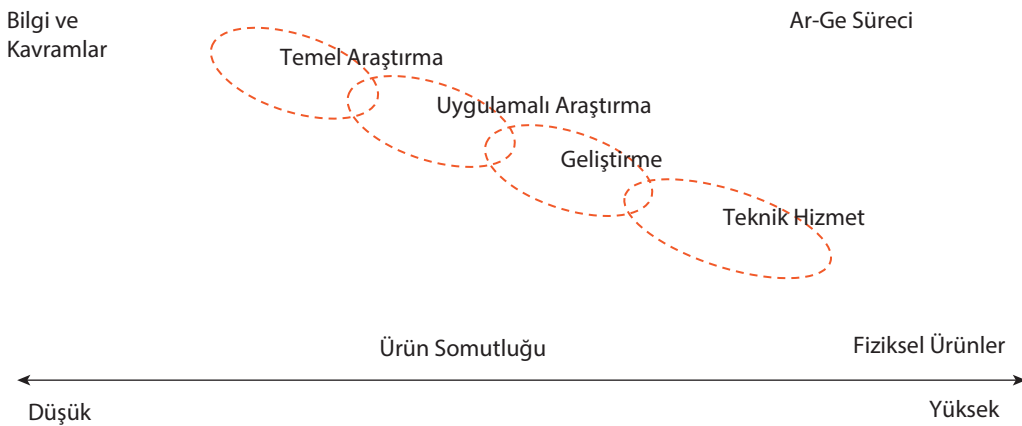 Bilgi ve
Kavramlar
Ar-Ge Süreci
Temel Araştırma
Uygulamalı Araştırma
Geliştirme
Teknik Hizmet
Ürün Somutluğu
Fiziksel Ürünler
Düşük
Yüksek